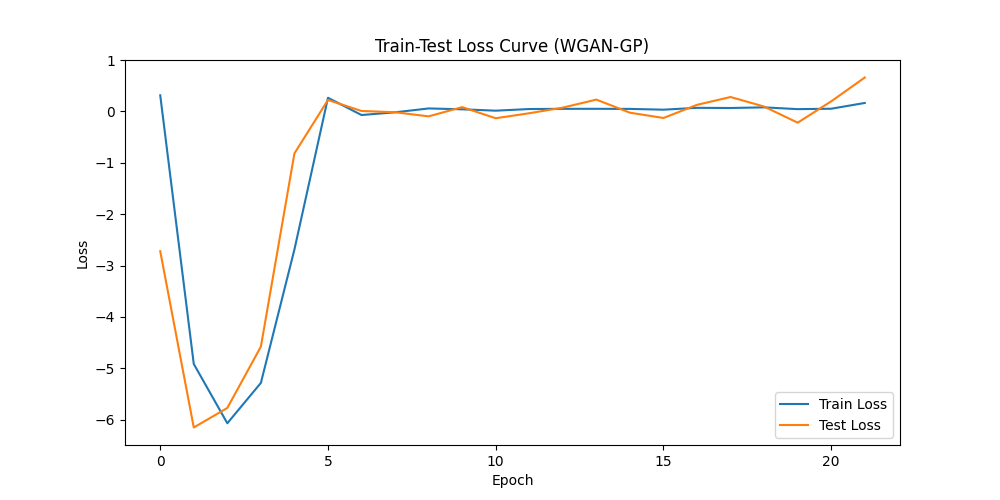 Train-Test Loss Curve (WGAN-GP)
1
0
−1
−2
−3
−4
−5
−6
Loss
0 5 10 15 20
Epoch
Train Loss
Test Loss